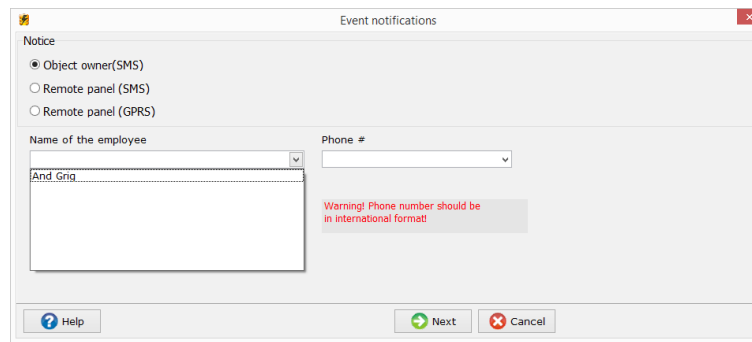 Event notifications
Notice
Object owner(SMS)
Remote panel (SMS)
Remote panel (GPRS)
Name of the employee
Phone #
And Grig
Warning! Phone number should be
in international format!
Help
Next
Cancel